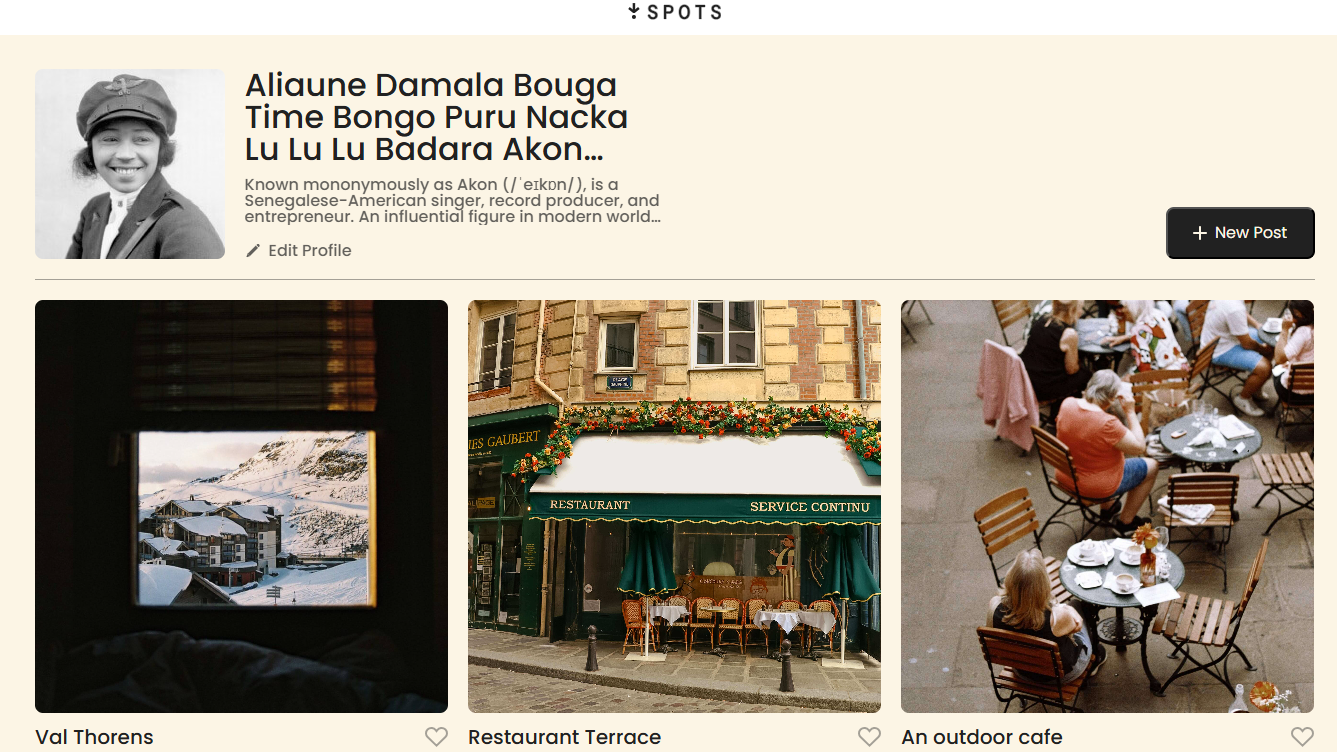 SPOTS
Aliaune Damala Bouga
Time Bongo Puru Nacka
Lu Lu Lu Badara Akon...
Known mononymously as Akon (/ˈeɪkɒn/), is a
Senegalese-American singer, record producer, and
entrepreneur. An influential figure in modern world...
Edit Profile
+ New Post
ES GAUBERT
RESTAURANT
SERVICE CONTINU
Val Thorens
Restaurant Terrace
An outdoor cafe